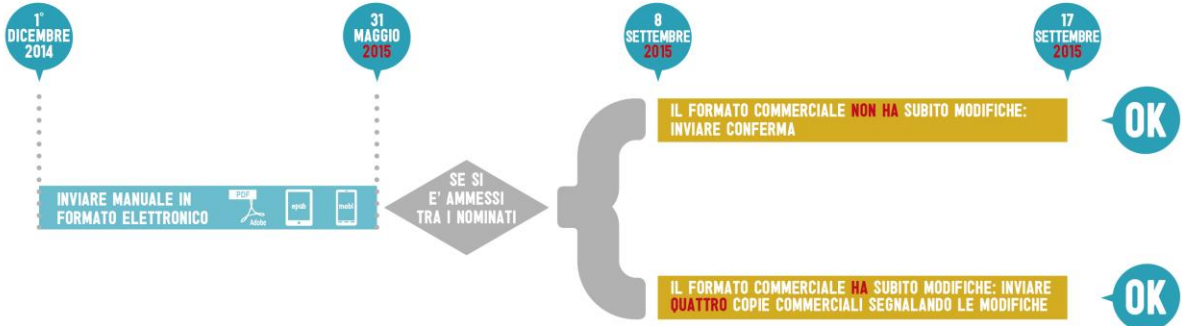 1°
DICEMBRE
2014
31
MAGGIO
2015
8
SETTEMBRE
2015
17
SETTEMBRE
2015
IL FORMATO COMMERCIALE NON HA SUBITO MODIFICHE:
INVIARE CONFERMA
OK
INVIARE MANUALE IN
FORMATO ELETTRONICO
PDF
Adobe
epub
mobi
SE SI
E' AMMESSI
TRA I NOMINATI
IL FORMATO COMMERCIALE HA SUBITO MODIFICHE: INVIARE
QUATTRO COPIE COMMERCIALI SEGNALANDO LE MODIFICHE
OK